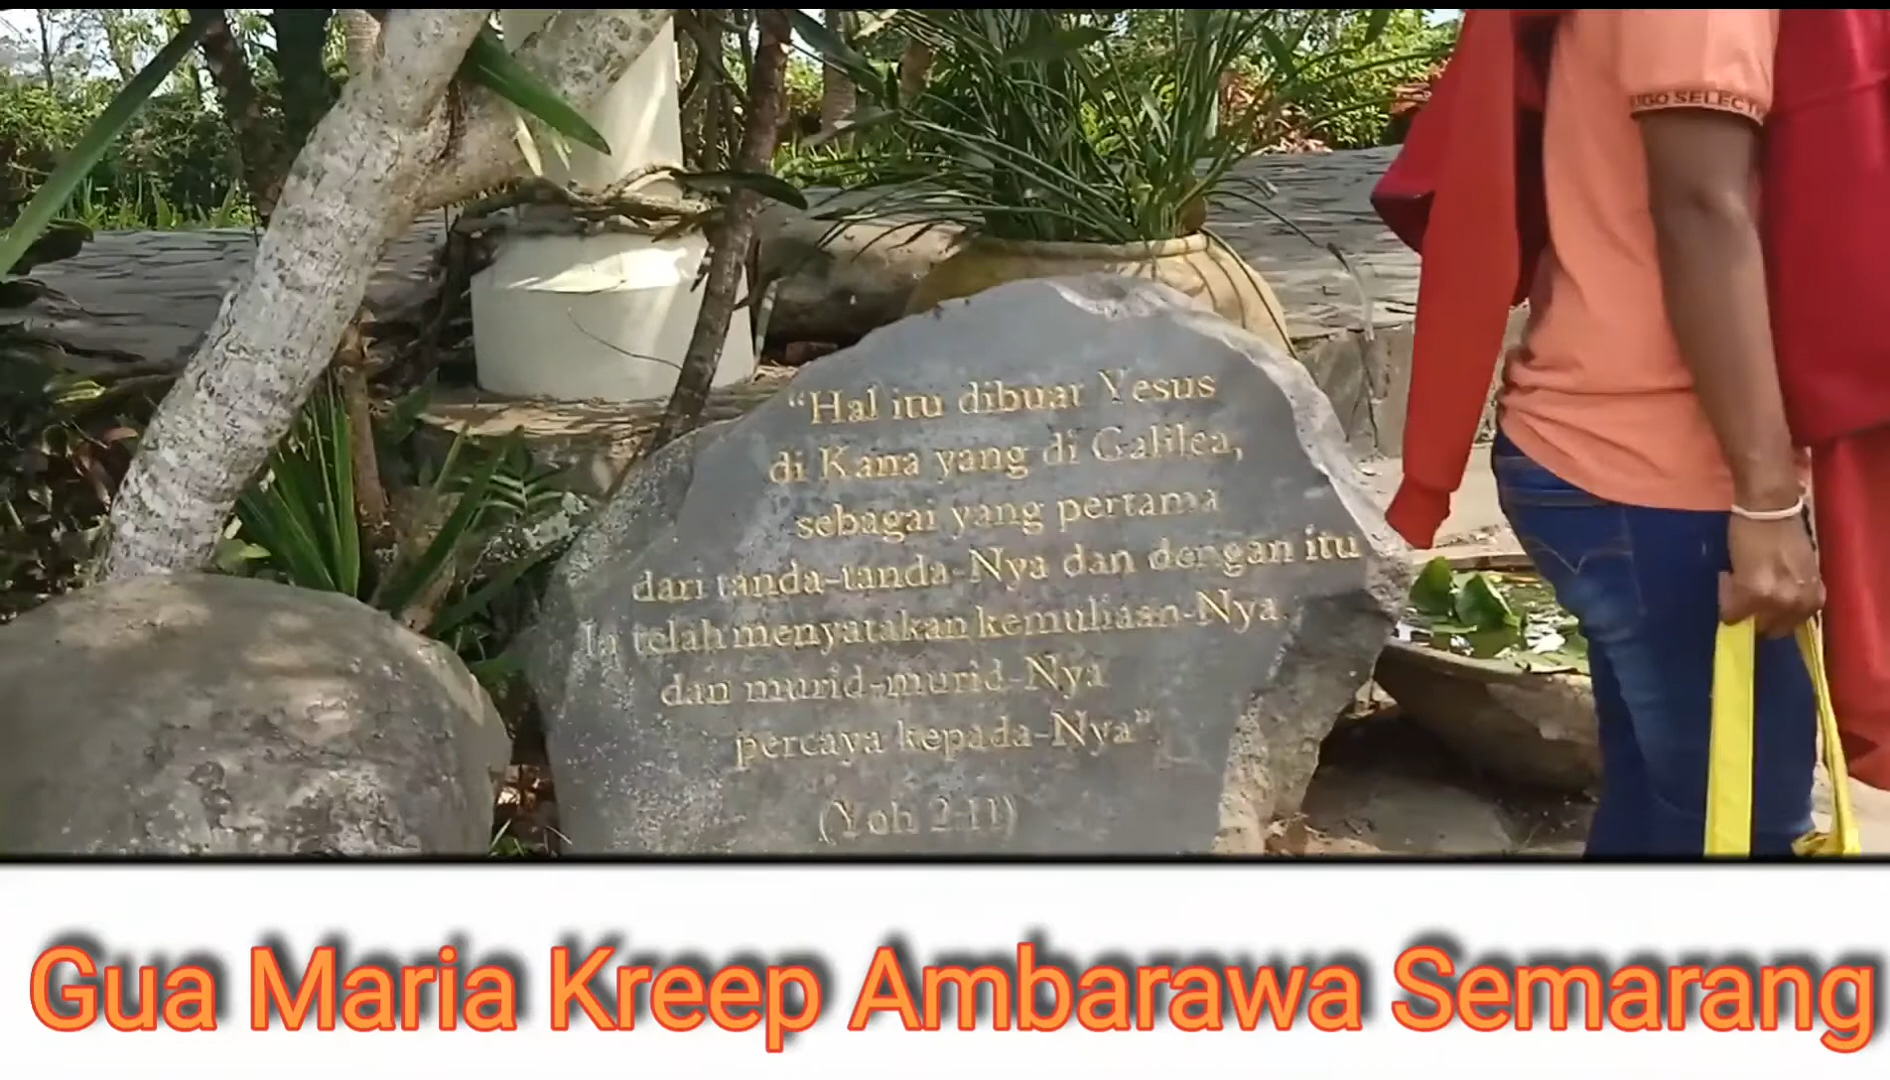 “Hal itu dibuat Yesus
di Kana yang di Galilea,
sebagai yang pertama
dari tanda-tanda-Nya dan dengan itu
Ia telah menyatakan kemuliaan-Nya,
dan murid-murid-Nya
percaya kepada-Nya”
(Yoh 2:11)
Gua Maria Kreep Ambarawa Semarang